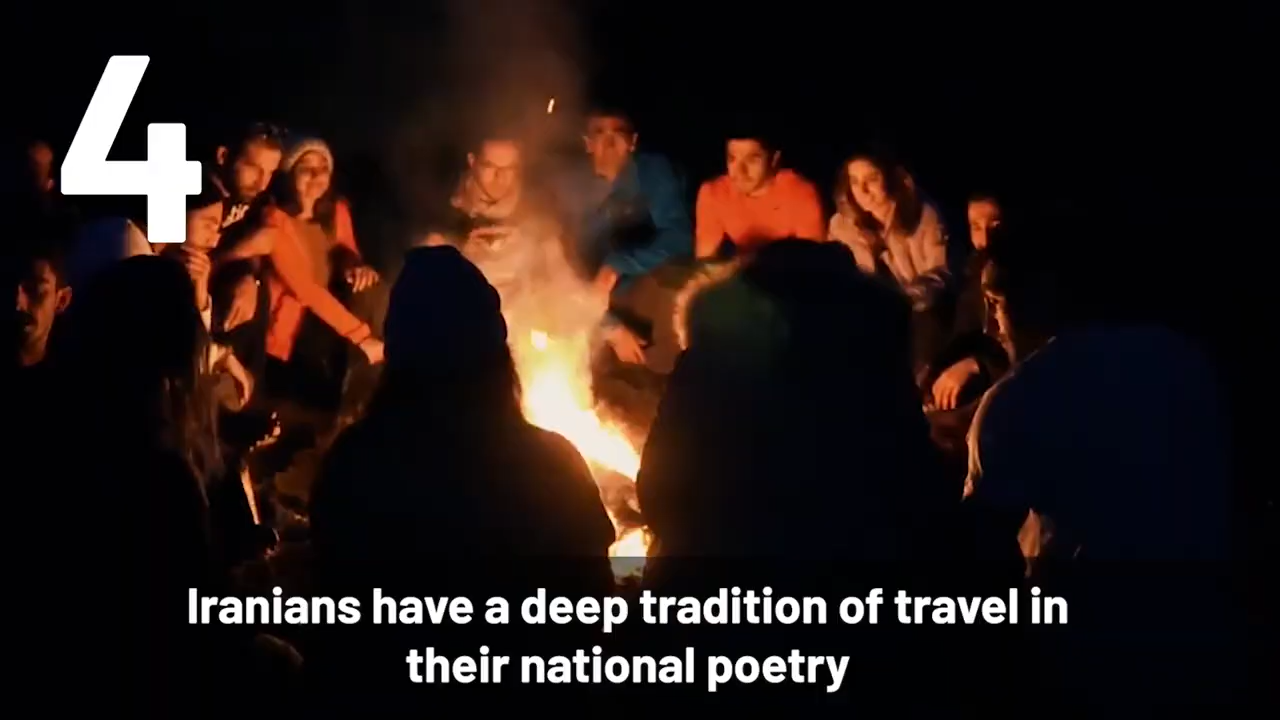 4
Iranians have a deep tradition of travel in
their national poetry